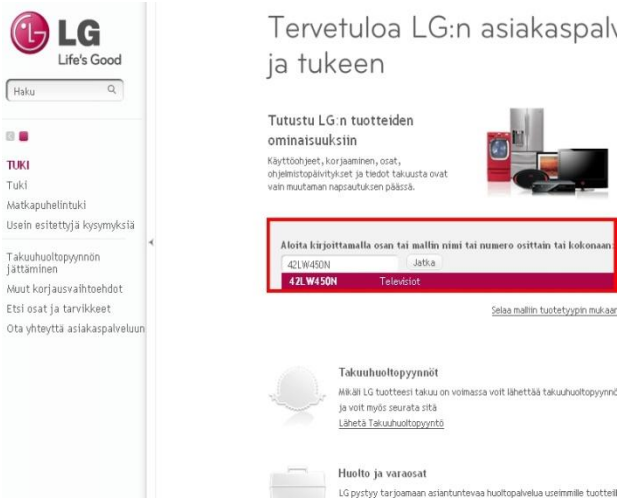 LG
Life's Good
Haku
TUKI
Tuki
Matkapuhelintuki
Usein esitettyjä kysymyksiä
Takuuhuoltopyynnön
jättäminen
Muut korjausvaihtoehdot
Etsi osat ja tarvikkeet
Ota yhteyttä asiakaspalveluun
Tervetuloa LG:n asiakaspalv
ja tukeen
Tutustu LG:n tuotteiden
ominaisuuksiin
Käyttöohjeet, korjaaminen, osat,
ohjelmistopäivitykset ja tiedot takuusta ovat
vain muutaman napsautuksen päässä.
Aloita kirjoittamalla osan tai mallin nimi tai numero osittain tai kokonaan:
42LW450N Jatka
42LW450N Televisiot
Selaa mallin tuotetyypin mukaan
Takuuhuoltopyynnöt
Mikäli LG tuotteesi takuu on voimassa voit lähettää takuuhuoltopyynnö
ja voit myös seurata sitä
Lähetä Takuuhuoltopyyntö
Huolto ja varaosat
LG pystyy tarjoamaan asiantuntevaa huoltopalvelua useimmille tuotteill